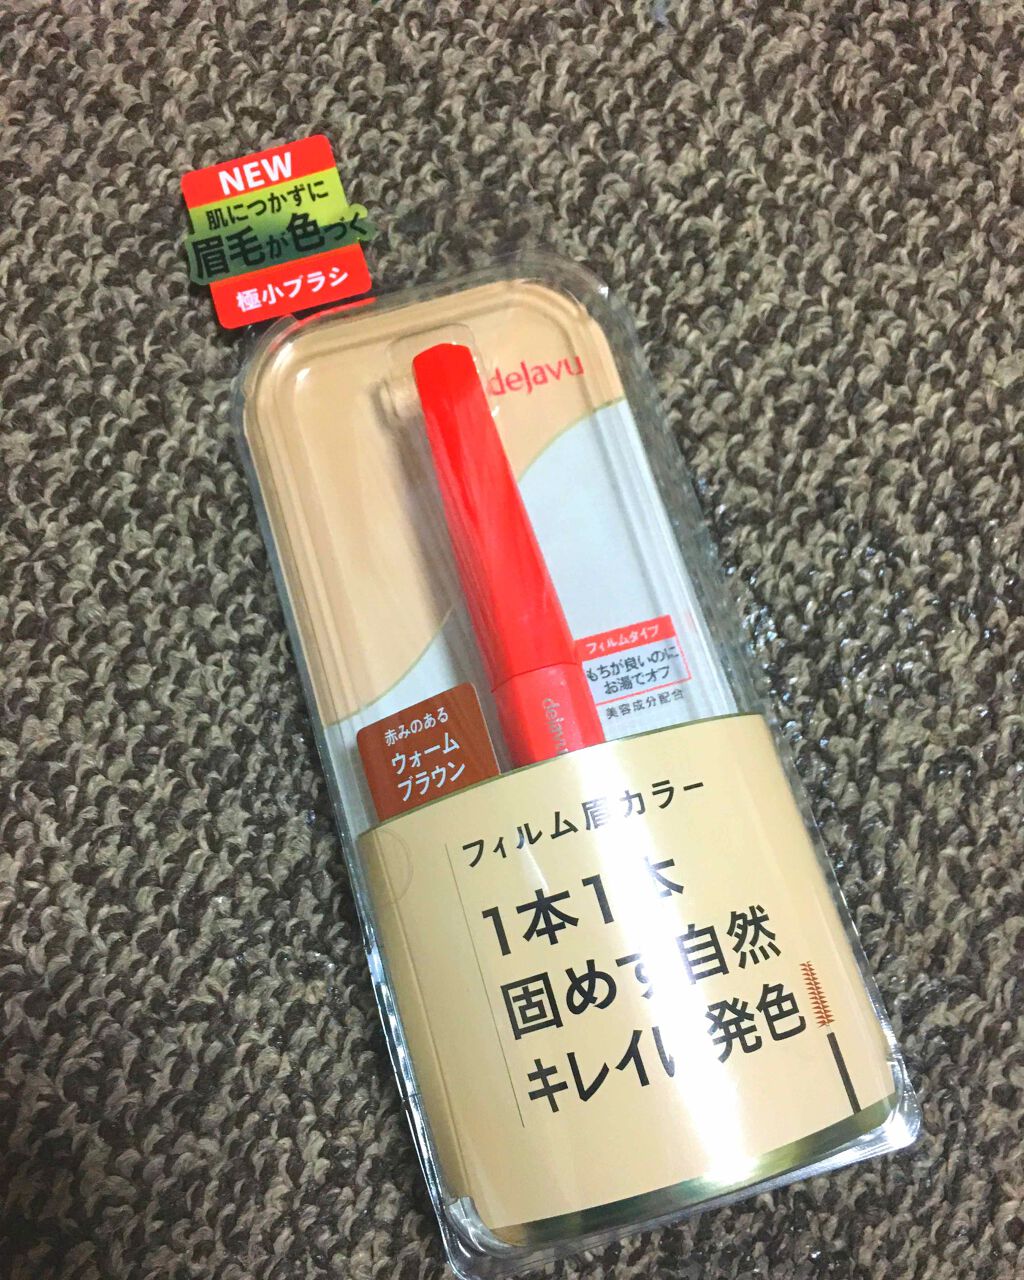 NEW
肌につかずに
眉毛が色づく
極小ブラシ
dejavu
フィルムタイプ
もちが良いのに
お湯でオフ
美容成分配合
dejavu
赤みのある
ウォーム
ブラウン
フィルム眉カラー
1本1本
固めず自然
キレイに発色